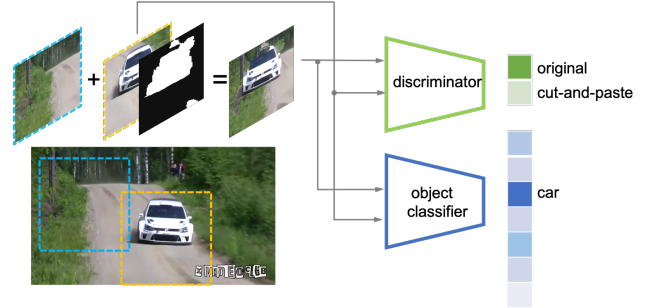 discriminator
original
cut-and-paste
object
classifier
car